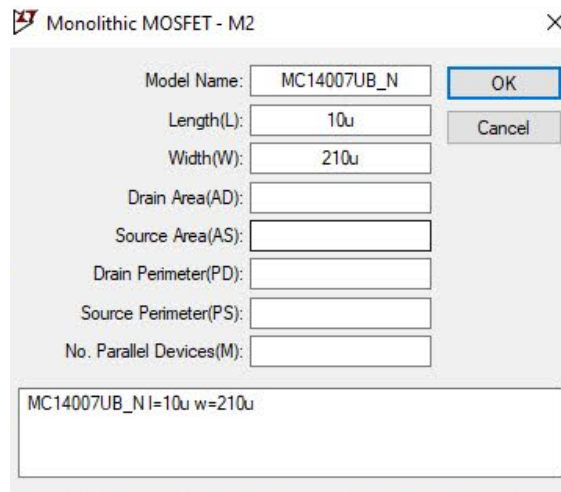 Monolithic MOSFET - M2
Model Name: MC14007UB_N OK
Length(L): 10u Cancel
Width(W): 210u
Drain Area(AD):
Source Area(AS):
Drain Perimeter(PD):
Source Perimeter(PS):
No. Parallel Devices(M):
MC14007UB_N l=10u w=210u